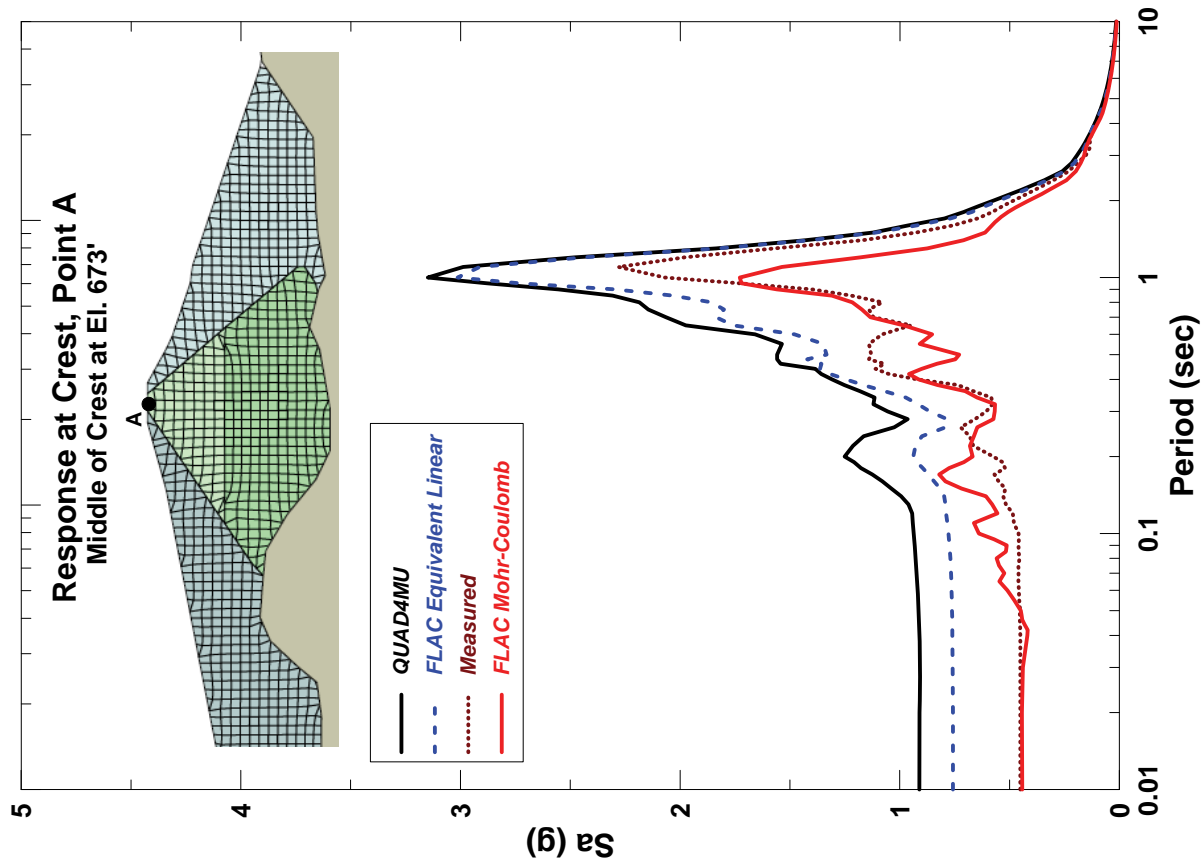 Response at Crest, Point A
Middle of Crest at El. 673'
A
QUAD4MU
FLAC Equivalent Linear
Measured
FLAC Mohr-Coulomb
5
4
3
2
1
0
Sa (g)
0.01
0.1
1
10
Period (sec)